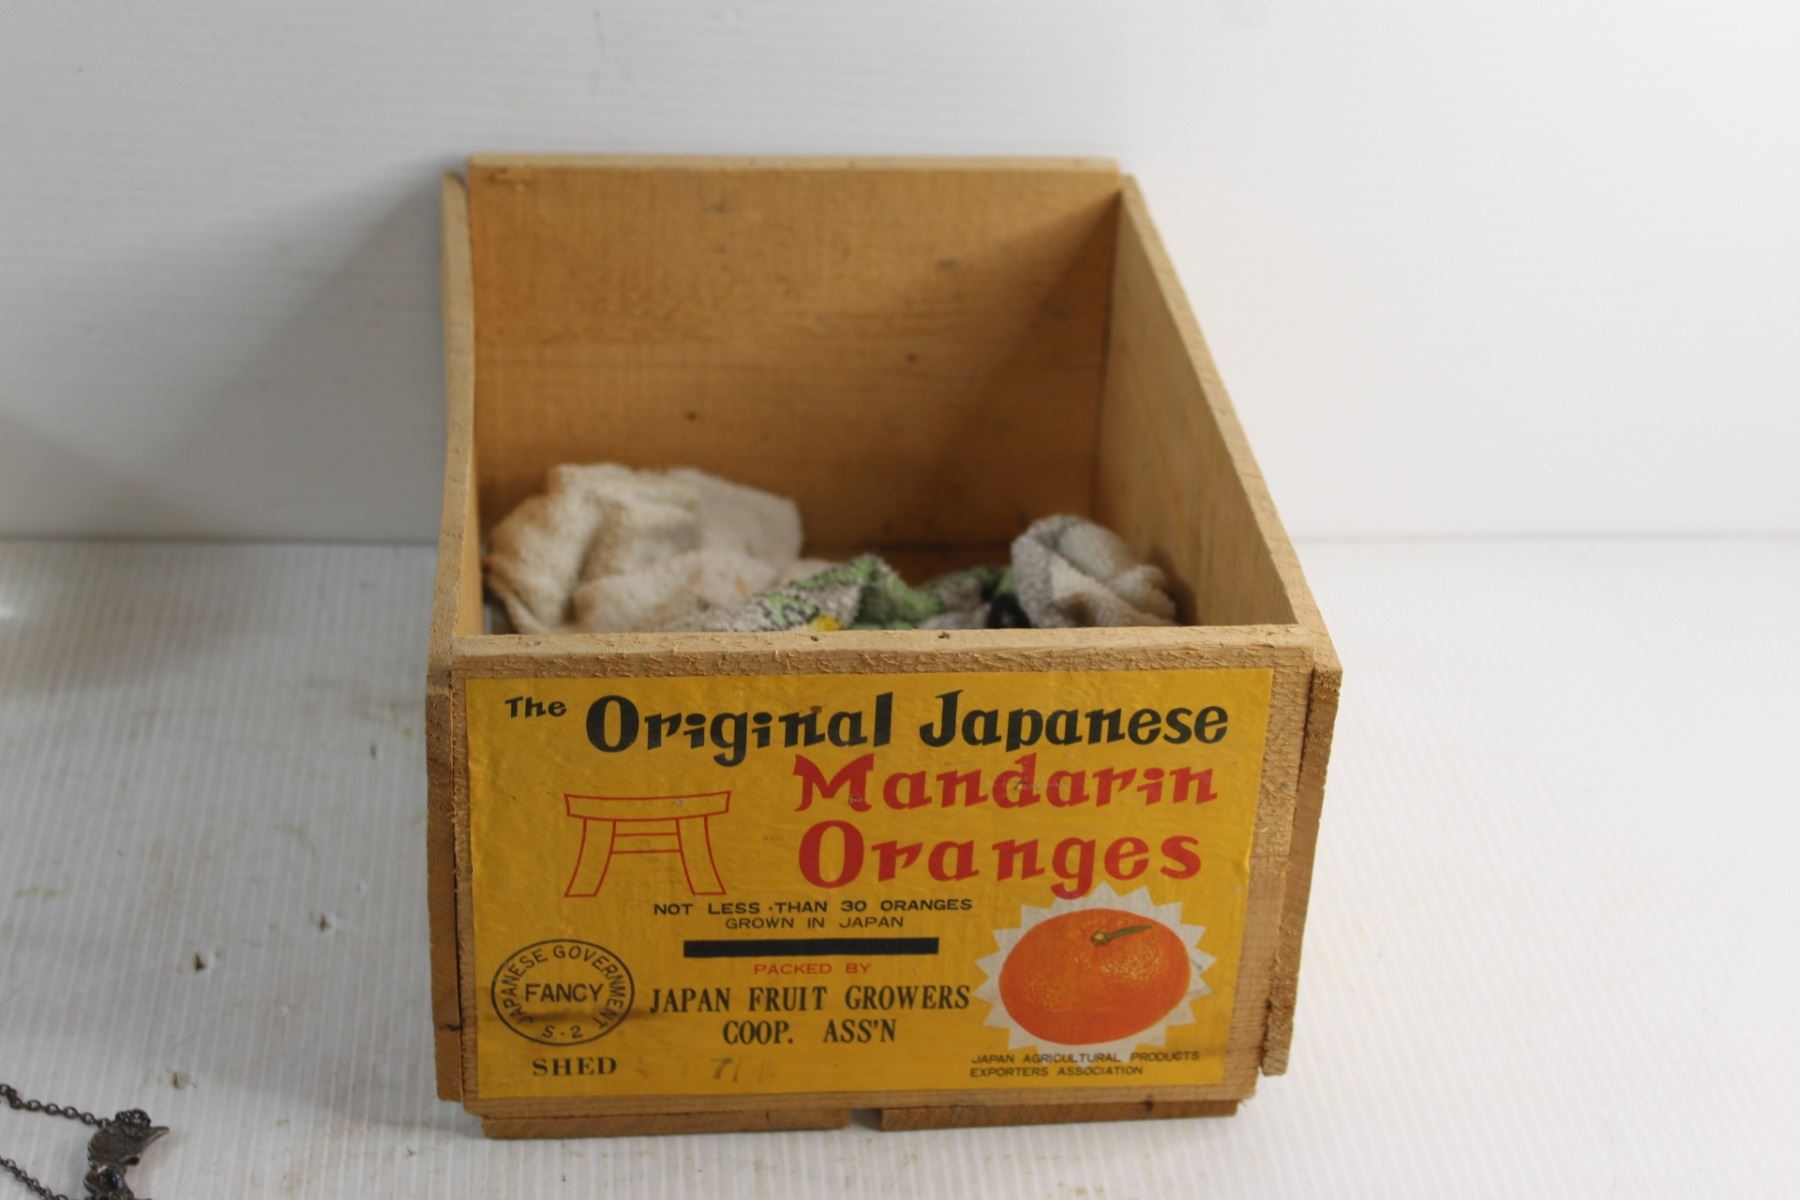 The Original Japanese
Mandarin
Oranges
NOT LESS·THAN 30 ORANGES
GROWN IN JAPAN
PACKED BY
JAPAN FRUIT GROWERS
COOP. ASS'N
JAPANESE GOVERNMENT
FANCY
S-2
SHED
JAPAN AGRICULTURAL PRODUCTS
EXPORTERS ASSOCIATION